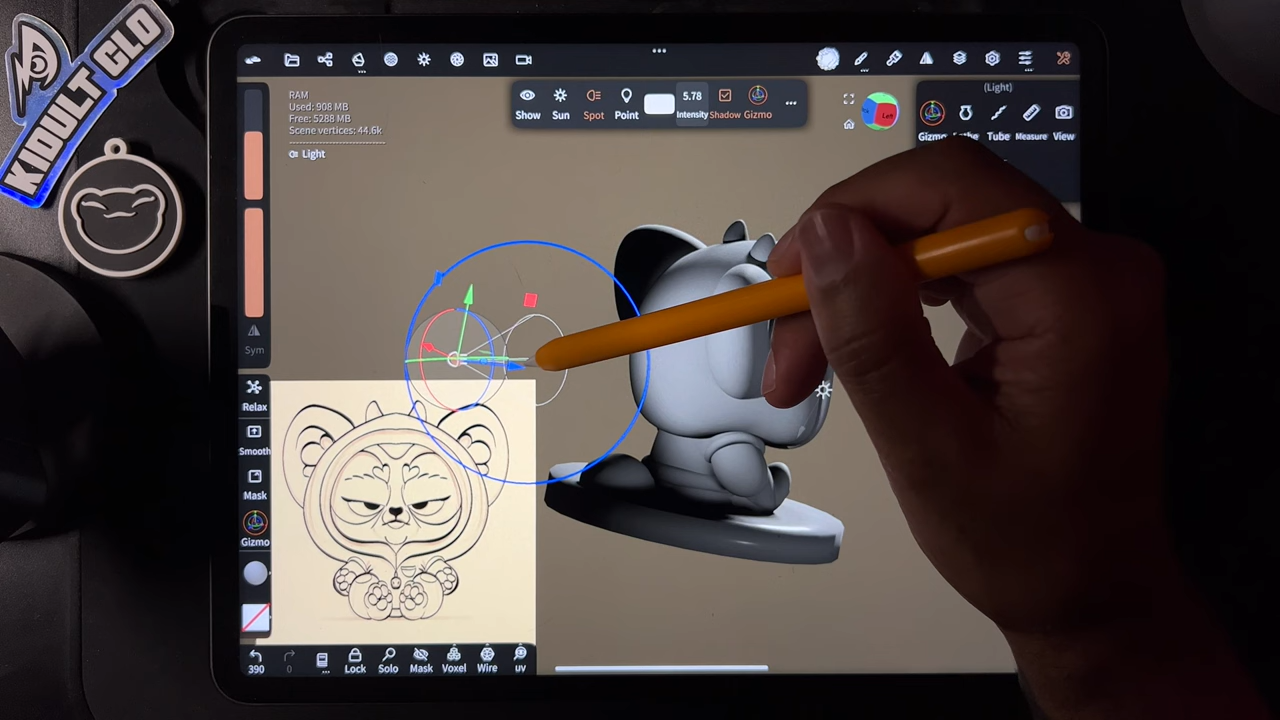 KIDULT CLO
RAM
Used: 908 MB
Free: 5288 MB
Scene vertices: 44.6k
Light
Show
Sun
Spot
Point
5.78
Intensity
Shadow
Gizmo
Left
(Light)
Gizmo
Tube
Measure
View
Sym
Relax
Smooth
Mask
Gizmo
390
0
Lock
Solo
Mask
Voxel
Wire
uv